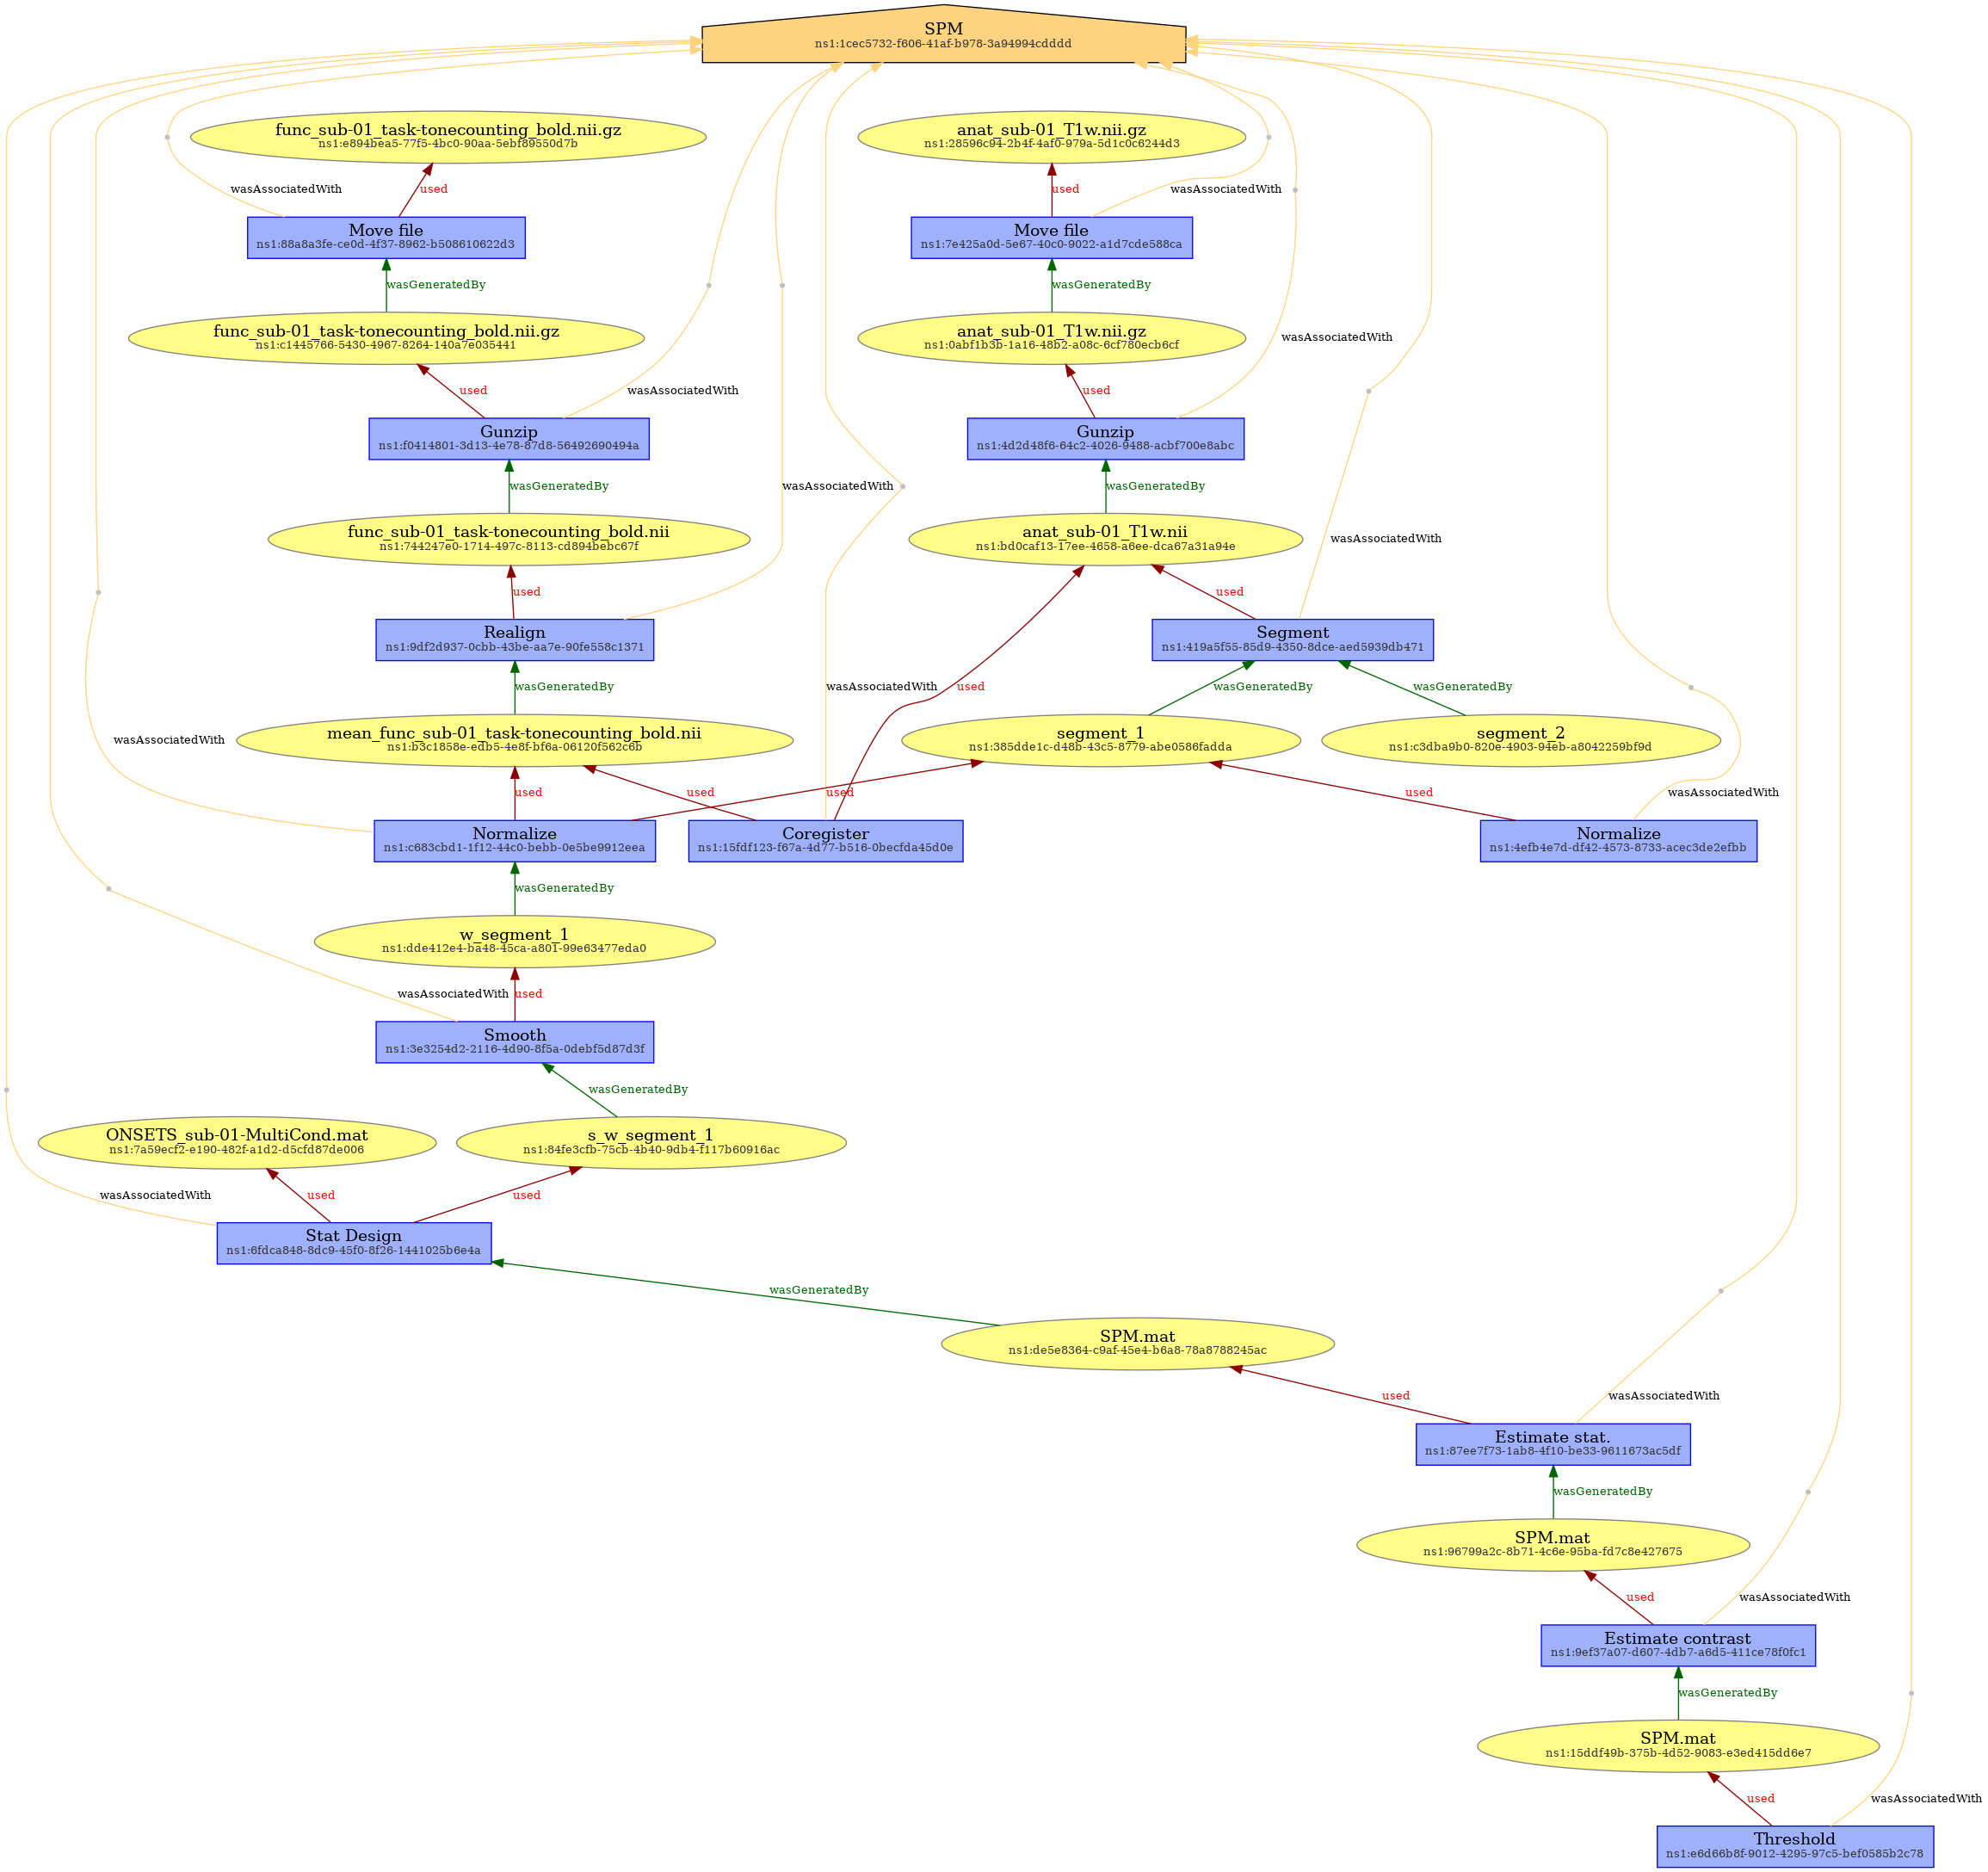 SPM
ns1:1cec5732-f606-41af-b978-3a94994cdddd
func_sub-01_task-tonecounting_bold.nii.gz
ns1:e894bea5-77f5-4bc0-90aa-5ebf89550d7b
anat_sub-01_T1w.nii.gz
ns1:28596c94-2b4f-4af0-979a-5d1c0c6244d3
wasAssociatedWith
used
used
wasAssociatedWith
Move file
ns1:88a8a3fe-ce0d-4f37-8962-b508610622d3
Move file
ns1:7e425a0d-5e67-40c0-9022-a1d7cde588ca
wasGeneratedBy
wasGeneratedBy
func_sub-01_task-tonecounting_bold.nii.gz
ns1:c1445766-5430-4967-8264-140a7e035441
anat_sub-01_T1w.nii.gz
ns1:0abf1b3b-1a16-48b2-a08c-6cf780ecb6cf
wasAssociatedWith
used
wasAssociatedWith
used
Gunzip
ns1:f0414801-3d13-4e78-87d8-56492690494a
Gunzip
ns1:4d2d48f6-64c2-4026-9488-acbf700e8abc
wasGeneratedBy
wasAssociatedWith
wasGeneratedBy
func_sub-01_task-tonecounting_bold.nii
ns1:744247e0-1714-497c-8113-cd894bebc67f
anat_sub-01_T1w.nii
ns1:bd0caf13-17ee-4658-a6ee-dca67a31a94e
wasAssociatedWith
used
used
Realign
ns1:9df2d937-0cbb-43be-aa7e-90fe558c1371
Segment
ns1:419a5f55-85d9-4350-8dce-aed5939db471
wasGeneratedBy
wasAssociatedWith
used
wasGeneratedBy
wasGeneratedBy
mean_func_sub-01_task-tonecounting_bold.nii
ns1:b3c1858e-edb5-4e8f-bf6a-06120f562c6b
segment_1
ns1:385dde1c-d48b-43c5-8779-abe0586fadda
segment_2
ns1:c3dba9b0-820e-4903-94eb-a8042259bf9d
wasAssociatedWith
used
used
used
used
wasAssociatedWith
Normalize
ns1:c683cbd1-1f12-44c0-bebb-0e5be9912eea
Coregister
ns1:15fdf123-f67a-4d77-b516-0becfda45d0e
Normalize
ns1:4efb4e7d-df42-4573-8733-acec3de2efbb
wasGeneratedBy
w_segment_1
ns1:dde412e4-ba48-45ca-a801-99e63477eda0
wasAssociatedWith
used
Smooth
ns1:3e3254d2-2116-4d90-8f5a-0debf5d87d3f
wasGeneratedBy
ONSETS_sub-01-MultiCond.mat
ns1:7a59ecf2-e190-482f-a1d2-d5cfd87de006
s_w_segment_1
ns1:84fe3cfb-75cb-4b40-9db4-f117b60916ac
wasAssociatedWith
used
used
Stat Design
ns1:6fdca848-8dc9-45f0-8f26-1441025b6e4a
wasGeneratedBy
SPM.mat
ns1:de5e8364-c9af-45e4-b6a8-78a8788245ac
used
wasAssociatedWith
Estimate stat.
ns1:87ee7f73-1ab8-4f10-be33-9611673ac5df
wasGeneratedBy
SPM.mat
ns1:96799a2c-8b71-4c6e-95ba-fd7c8e427675
used
wasAssociatedWith
Estimate contrast
ns1:9ef37a07-d607-4db7-a6d5-411ce78f0fc1
wasGeneratedBy
SPM.mat
ns1:15ddf49b-375b-4d52-9083-e3ed415dd6e7
used
wasAssociatedWith
Threshold
ns1:e6d66b8f-9012-4295-97c5-bef0585b2c78